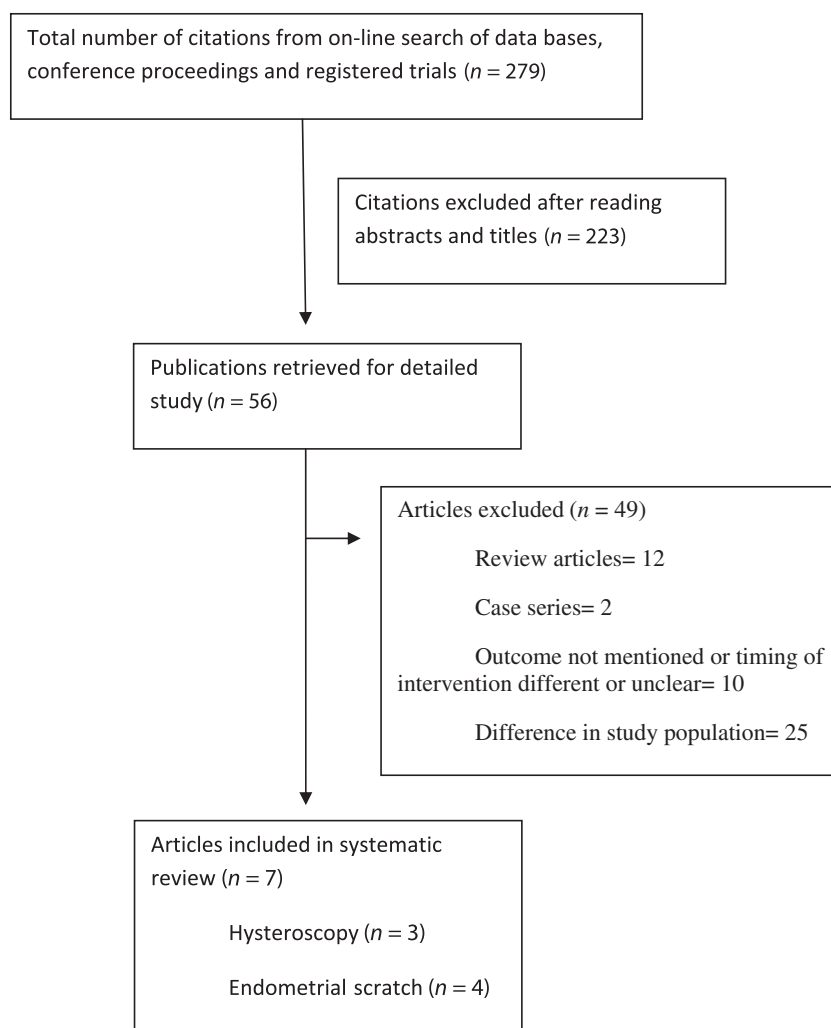 Total number of citations from on-line search of data bases,
conference proceedings and registered trials (n = 279)
Citations excluded after reading
abstracts and titles (n = 223)
Publications retrieved for detailed
study (n = 56)
Articles excluded (n = 49)
Review articles= 12
Case series= 2
Outcome not mentioned or timing of
intervention different or unclear= 10
Difference in study population= 25
Articles included in systematic
review (n = 7)
Hysteroscopy (n = 3)
Endometrial scratch (n = 4)